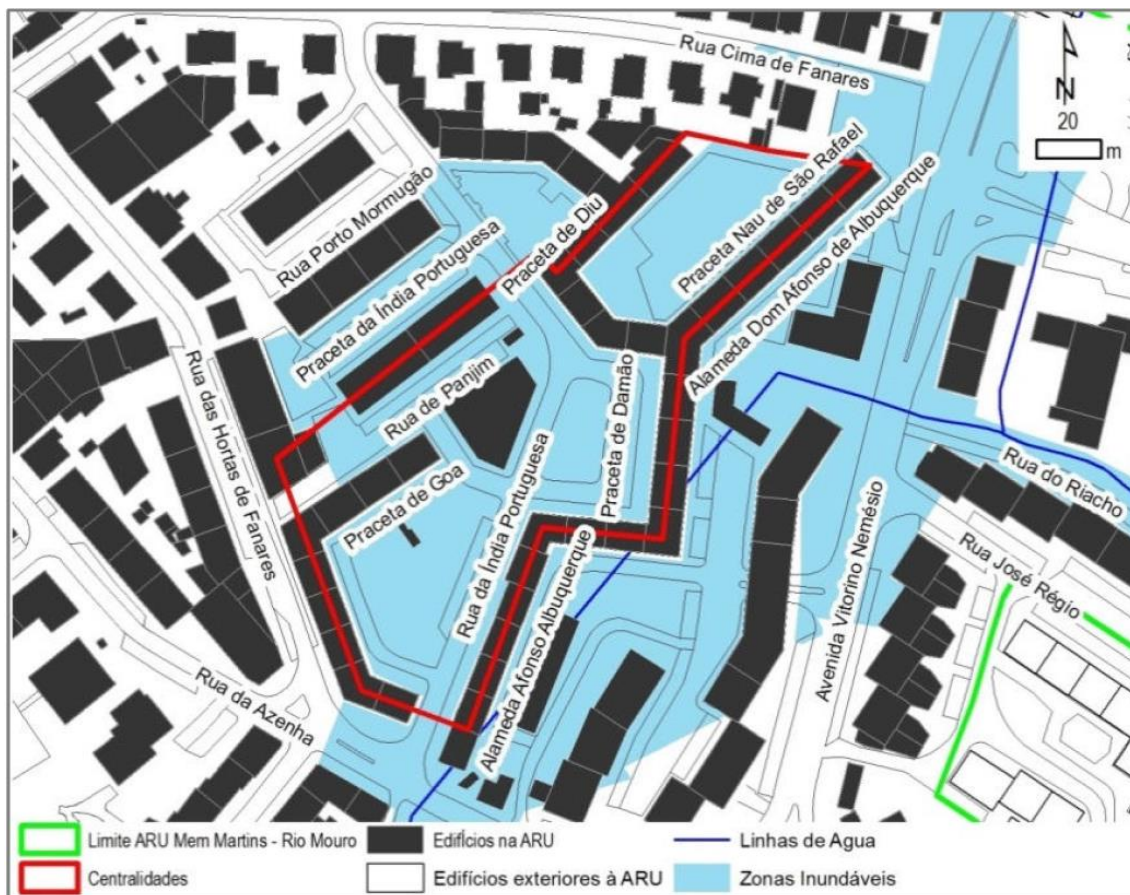 Rua Cima de Fanares
N
20
m
Praceta Nau de São Rafael
Alameda Dom Afonso de Albuquerque
Rua Porto Mormugão
Praceta de Diu
Praceta da Índia Portuguesa
Rua de Panjim
Praceta de Damão
Rua das Hortas de Fanares
Praceta de Goa
Rua da Índia Portuguesa
Rua do Riacho
Avenida Vitorino Nemésio
Rua José Régio
Alameda Afonso Albuquerque
Rua da Azenha
Limite ARU Mem Martins - Rio Mouro
Edifícios na ARU
Linhas de Agua
Centralidades
Edifícios exteriores à ARU
Zonas Inundáveis